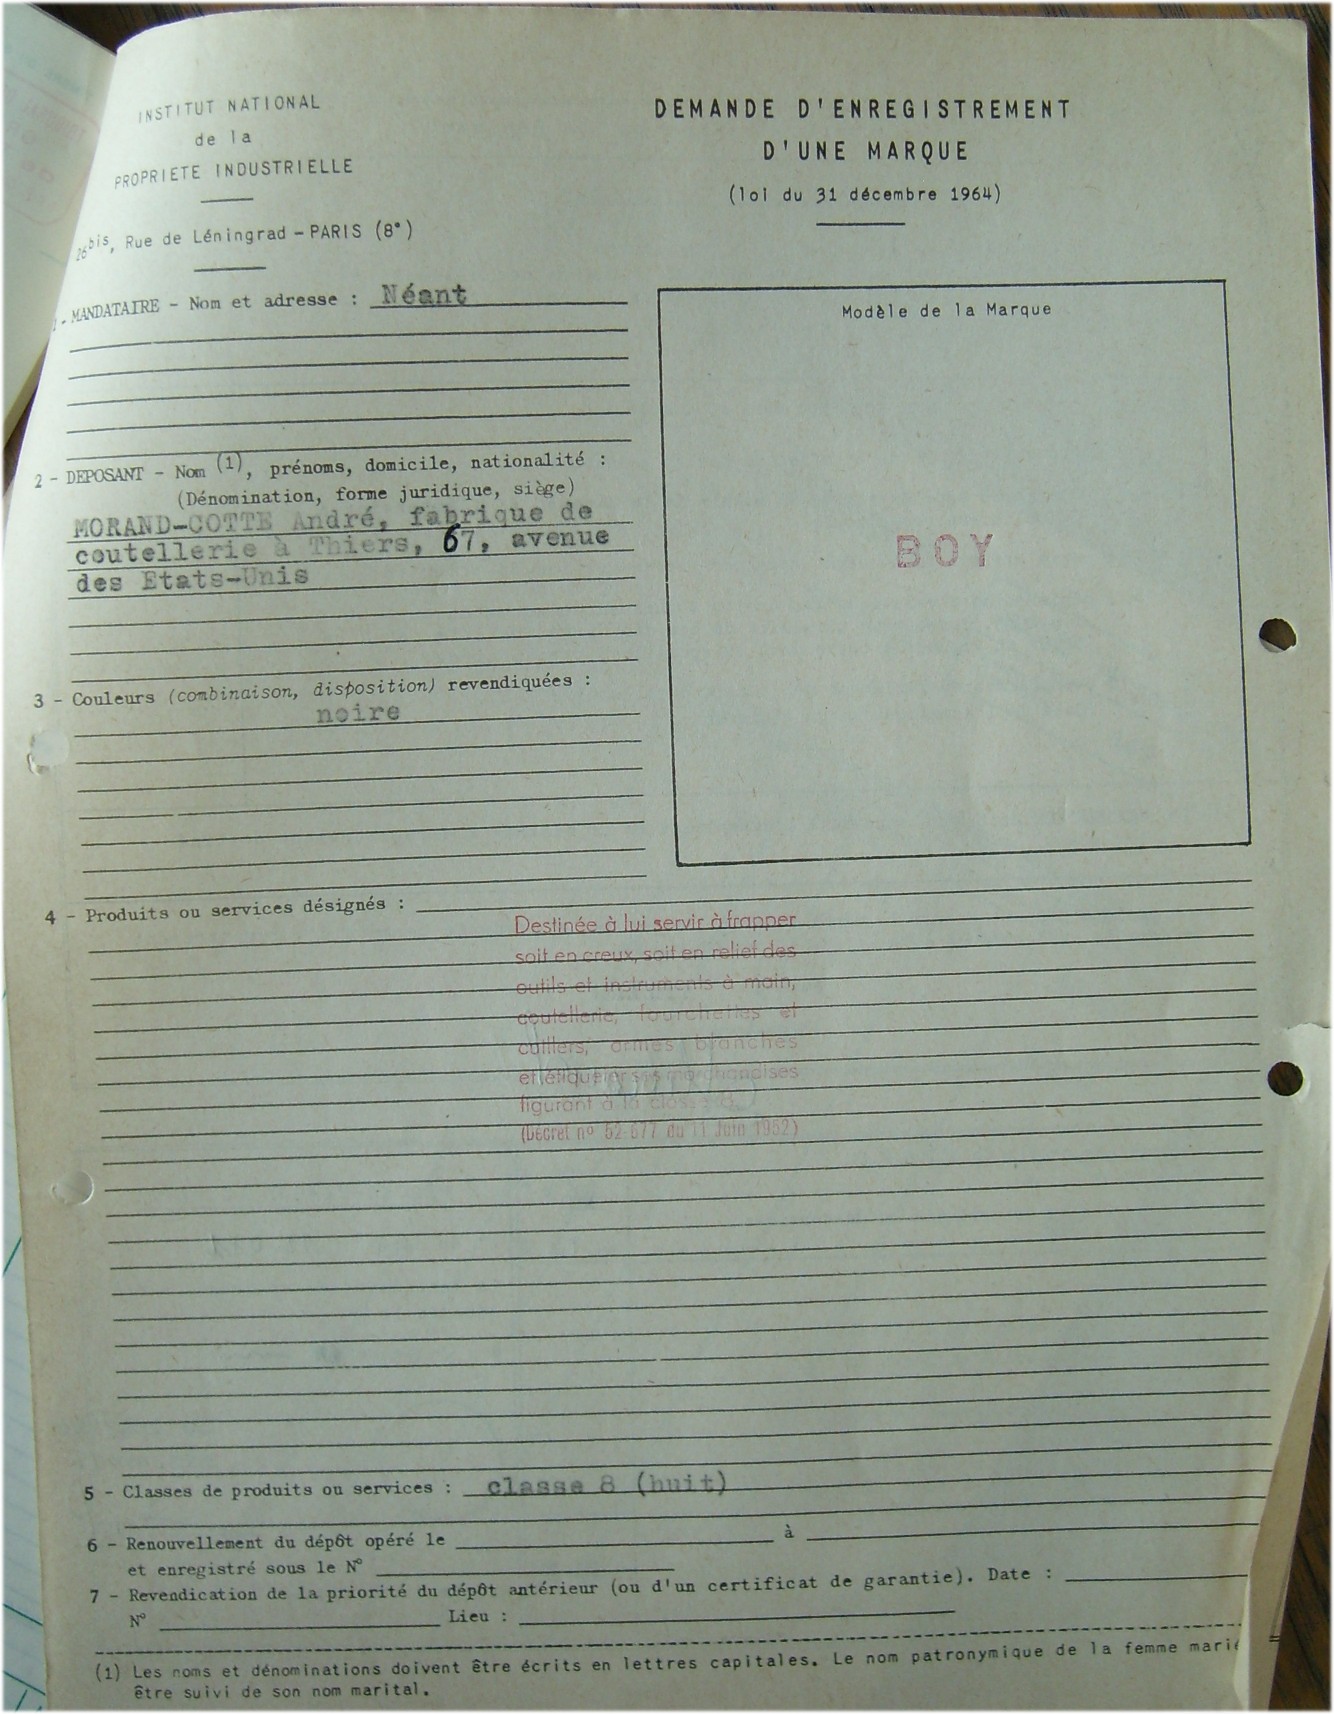 INSTITUT NATIONAL
de la
PROPRIETE INDUSTRIELLE
26bis, Rue de Léningrad - PARIS (8°)
DEMANDE D'ENREGISTREMENT
D'UNE MARQUE
(loi du 31 décembre 1964)
1 - MANDATAIRE - Nom et adresse : Néant
2 - DEPOSANT - Nom (1), prénoms, domicile, nationalité :
(Dénomination, forme juridique, siège)
MORAND-COTTE André, fabrique de
coutellerie à Thiers, 67, avenue
des Etats-Unis
3 - Couleurs (combinaison, disposition) revendiquées :
noire
Modèle de la Marque
BOY
4 - Produits ou services désignés :
Destinée à lui servir à frapper
soit en creux, soit en relief des
outils et instruments à main,
coutellerie, fourchettes et
cuillers, armes blanches
et étiqueter ses marchandises
figurant à la classe 8.
(Décret n° 52-677 du 11 Juin 1952)
5 - Classes de produits ou services : classe 8 (huit)
6 - Renouvellement du dépôt opéré le à
et enregistré sous le N°
7 - Revendication de la priorité du dépôt antérieur (ou d'un certificat de garantie). Date :
N° Lieu :
(1) Les noms et dénominations doivent être écrits en lettres capitales. Le nom patronymique de la femme marié
être suivi de son nom marital.